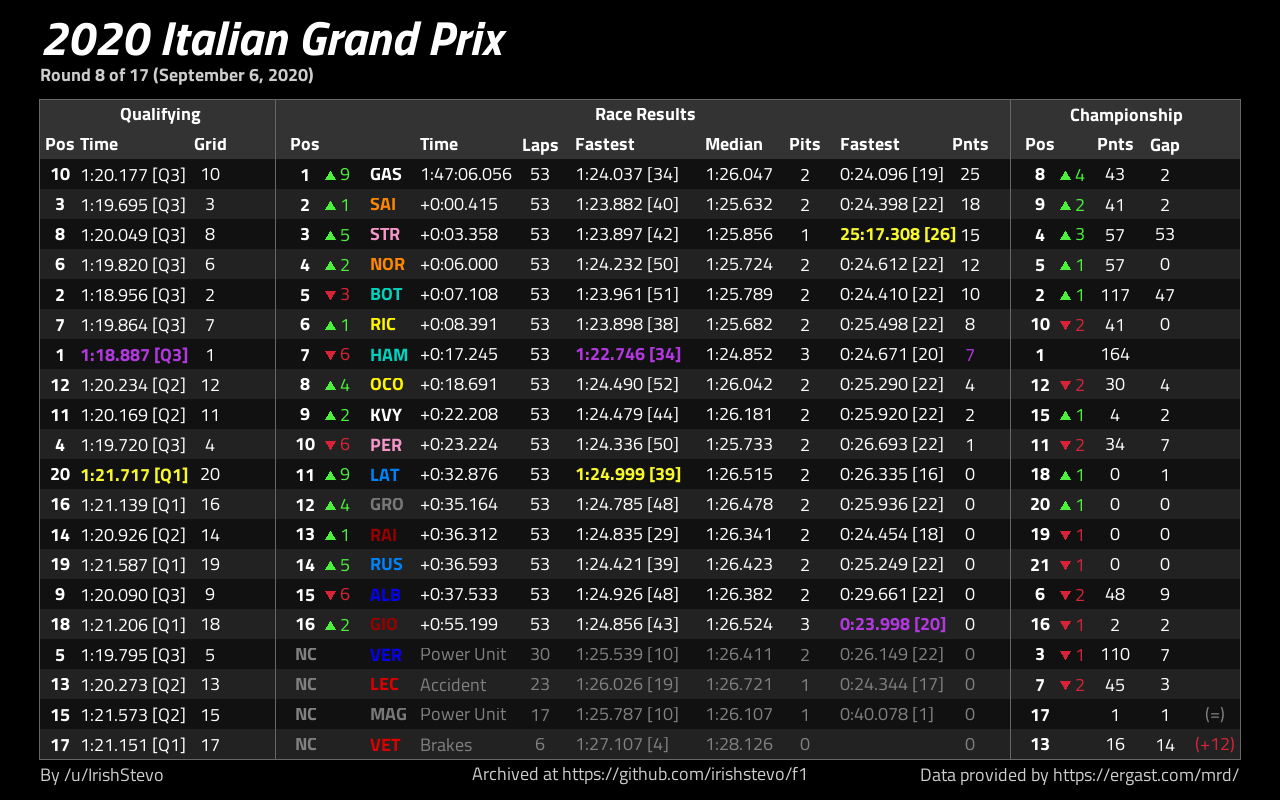 2020 Italian Grand Prix
Round 8 of 17 (September 6, 2020)
Qualifying Race Results Championship
Pos Time Grid Pos Time Laps Fastest Median Pits Fastest Pnts Pos Pnts Gap
10 1:20.177 [Q3] 10 1 ▲9 GAS 1:47:06.056 53 1:24.037 [34] 1:26.047 2 0:24.096 [19] 25 8 ▲4 43 2
3 1:19.695 [Q3] 3 2 ▲1 SAI +0:00.415 53 1:23.882 [40] 1:25.632 2 0:24.398 [22] 18 9 ▲2 41 2
8 1:20.049 [Q3] 8 3 ▲5 STR +0:03.358 53 1:23.897 [42] 1:25.856 1 25:17.308 [26] 15 4 ▲3 57 53
6 1:19.820 [Q3] 6 4 ▲2 NOR +0:06.000 53 1:24.232 [50] 1:25.724 2 0:24.612 [22] 12 5 ▲1 57 0
2 1:18.956 [Q3] 2 5 ▼3 BOT +0:07.108 53 1:23.961 [51] 1:25.789 2 0:24.410 [22] 10 2 ▲1 117 47
7 1:19.864 [Q3] 7 6 ▲1 RIC +0:08.391 53 1:23.898 [38] 1:25.682 2 0:25.498 [22] 8 10 ▼2 41 0
1 1:18.887 [Q3] 1 7 ▼6 HAM +0:17.245 53 1:22.746 [34] 1:24.852 3 0:24.671 [20] 7 1 164
12 1:20.234 [Q2] 12 8 ▲4 OCO +0:18.691 53 1:24.490 [52] 1:26.042 2 0:25.290 [22] 4 12 ▼2 30 4
11 1:20.169 [Q2] 11 9 ▲2 KVY +0:22.208 53 1:24.479 [44] 1:26.181 2 0:25.920 [22] 2 15 ▲1 4 2
4 1:19.720 [Q3] 4 10 ▼6 PER +0:23.224 53 1:24.336 [50] 1:25.733 2 0:26.693 [22] 1 11 ▼2 34 7
20 1:21.717 [Q1] 20 11 ▲9 LAT +0:32.876 53 1:24.999 [39] 1:26.515 2 0:26.335 [16] 0 18 ▲1 0 1
16 1:21.139 [Q1] 16 12 ▲4 GRO +0:35.164 53 1:24.785 [48] 1:26.478 2 0:25.936 [22] 0 20 ▲1 0 0
14 1:20.926 [Q2] 14 13 ▲1 RAI +0:36.312 53 1:24.835 [29] 1:26.341 2 0:24.454 [18] 0 19 ▼1 0 0
19 1:21.587 [Q1] 19 14 ▲5 RUS +0:36.593 53 1:24.421 [39] 1:26.423 2 0:25.249 [22] 0 21 ▼1 0 0
9 1:20.090 [Q3] 9 15 ▼6 ALB +0:37.533 53 1:24.926 [48] 1:26.382 2 0:29.661 [22] 0 6 ▼2 48 9
18 1:21.206 [Q1] 18 16 ▲2 GIO +0:55.199 53 1:24.856 [43] 1:26.524 3 0:23.998 [20] 0 16 ▼1 2 2
5 1:19.795 [Q3] 5 NC VER Power Unit 30 1:25.539 [10] 1:26.411 2 0:26.149 [22] 0 3 ▼1 110 7
13 1:20.273 [Q2] 13 NC LEC Accident 23 1:26.026 [19] 1:26.721 1 0:24.344 [17] 0 7 ▼2 45 3
15 1:21.573 [Q2] 15 NC MAG Power Unit 17 1:25.787 [10] 1:26.107 1 0:40.078 [1] 0 17 1 1 (=)
17 1:21.151 [Q1] 17 NC VET Brakes 6 1:27.107 [4] 1:28.126 0 0 13 16 14 (+12)
By /u/IrishStevo Archived at https://github.com/irishstevo/f1 Data provided by https://ergast.com/mrd/